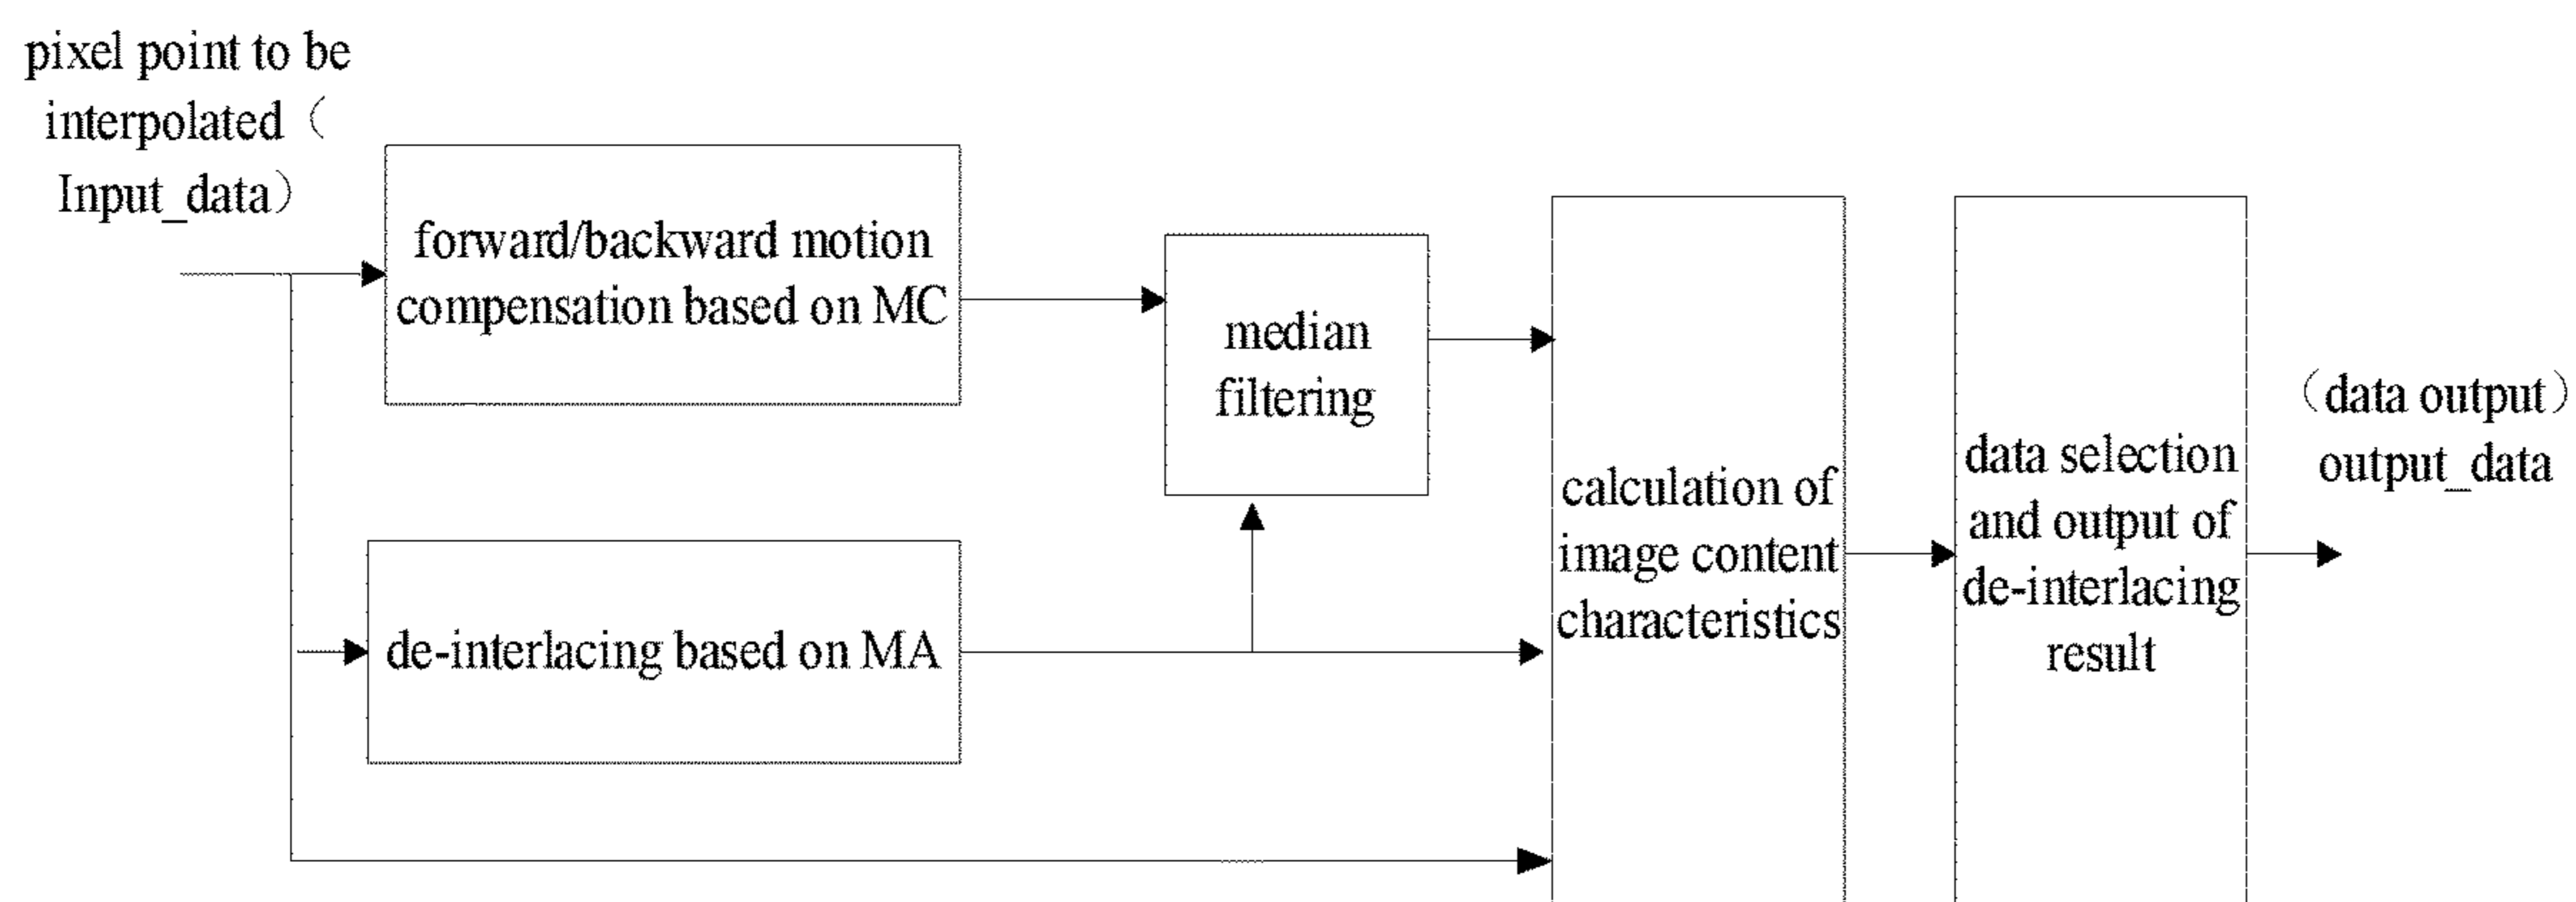 pixel point to be
interpolated（
Input_data）
forward/backward motion
compensation based on MC
median
filtering
de-interlacing based on MA
calculation of
image content
characteristics
data selection
and output of
de-interlacing
result
（data output）
output_data